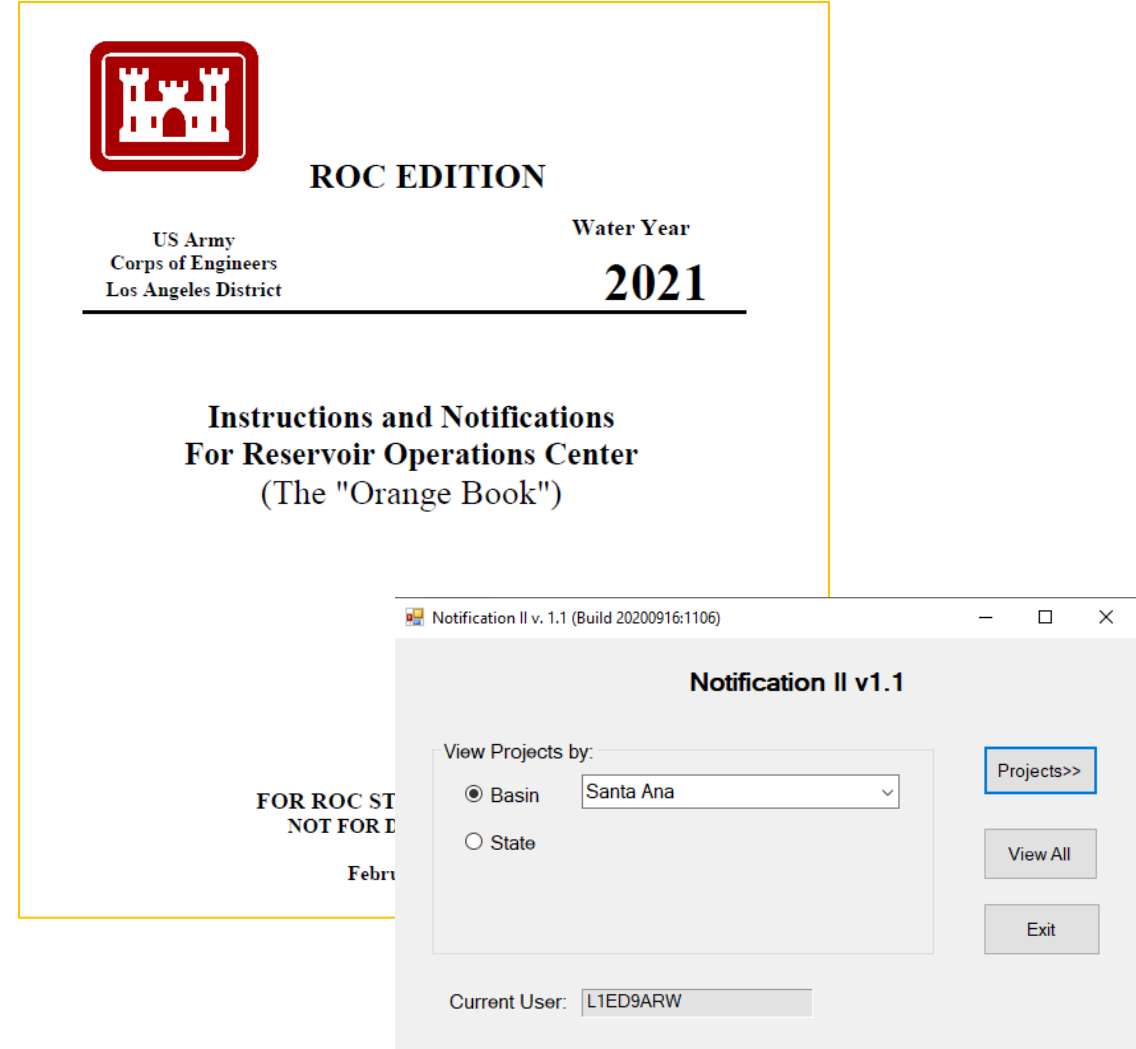 ROC EDITION
US Army
Corps of Engineers
Los Angeles District
Water Year
2021
Instructions and Notifications
For Reservoir Operations Center
(The "Orange Book")
FOR ROC
NOT FOR
Notification II v. 1.1 (Build 20200916:1106)
Notification II v1.1
View Projects by:
Basin
Santa Ana
State
Projects>>
View All
Exit
Current User:
L1ED9ARW